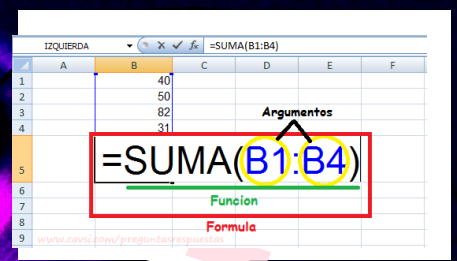 IZQUIERDA fx =SUMA(B1:B4)
A B C D E F
1 40
2 50
3 82 Argumentos
4 31
5 =SUMA(B1:B4)
6
7 Funcion
8 Formula
9 www.cavsi.com/preguntasrespuestas